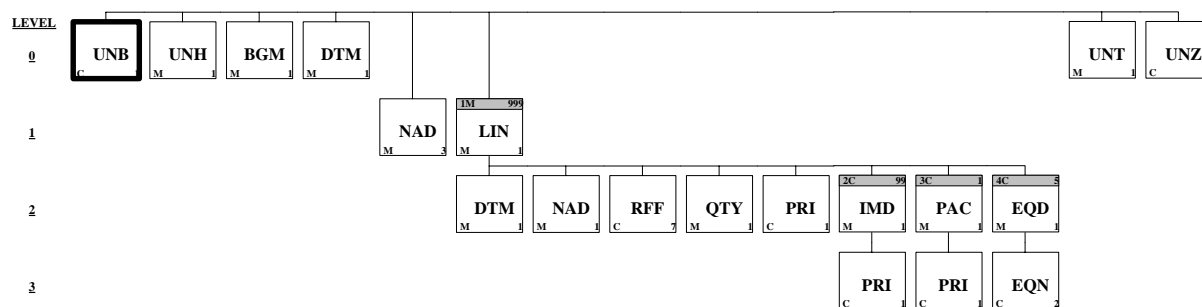 LEVEL
0 UNB UNH BGM DTM UNT UNZ
C M 1 M 1 M 1 M 1 C
1M 999
1 NAD LIN
M 3 M 1
2C 99 3C 1 4C 5
2 DTM NAD RFF QTY PRI IMD PAC EQD
M 1 M 1 C 7 M 1 C 1 M 1 M 1 M 1
3 PRI PRI EQN
C 1 C 1 C 2